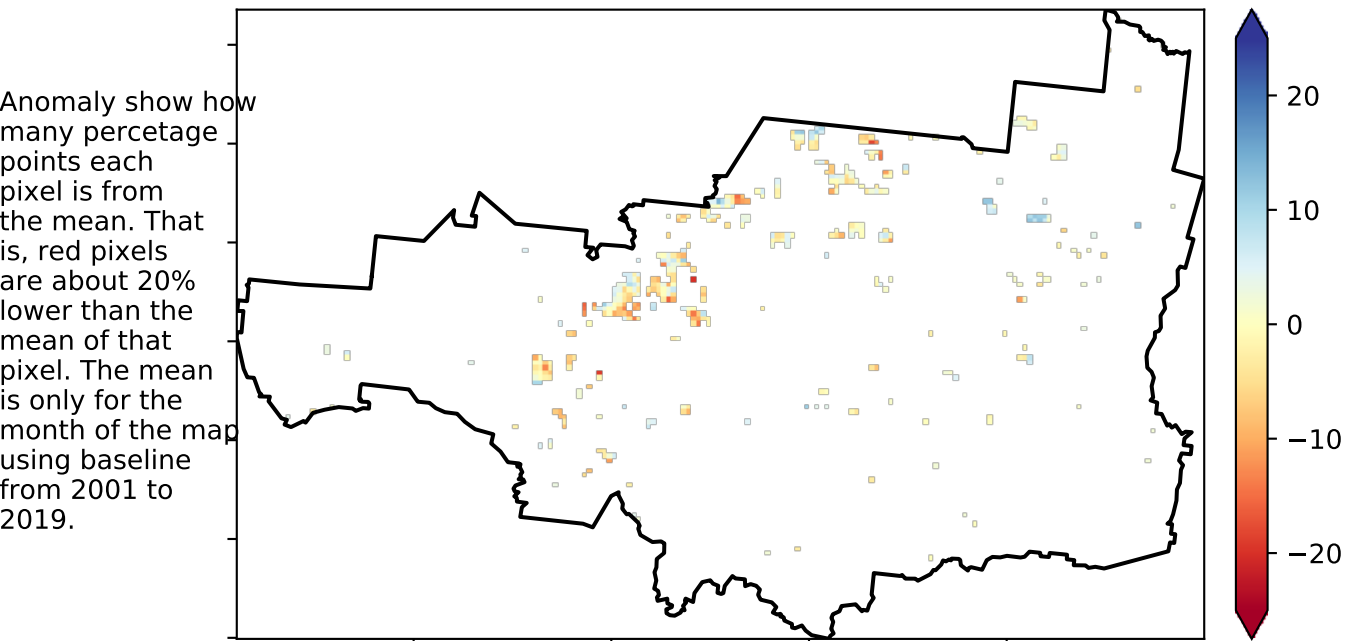 Anomaly show how
many percetage
points each
pixel is from
the mean. That
is, red pixels
are about 20%
lower than the
mean of that
pixel. The mean
is only for the
month of the map
using baseline
from 2001 to
2019.
20
10
0
−10
−20